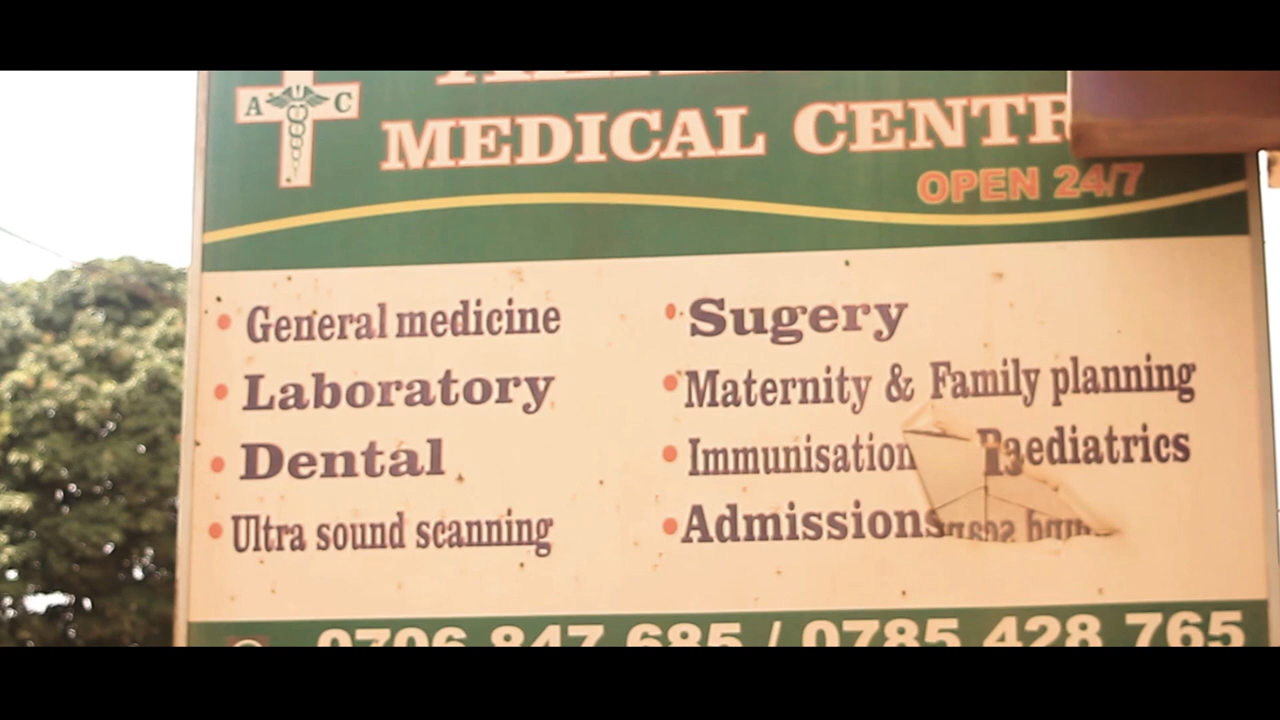 A C
MEDICAL CENTR
OPEN 24/7
General medicine
Laboratory
Dental
Ultra sound scanning
Sugery
Maternity & Family planning
Immunisation Paediatrics
Admissions
0706 847 685 / 0785 428 765